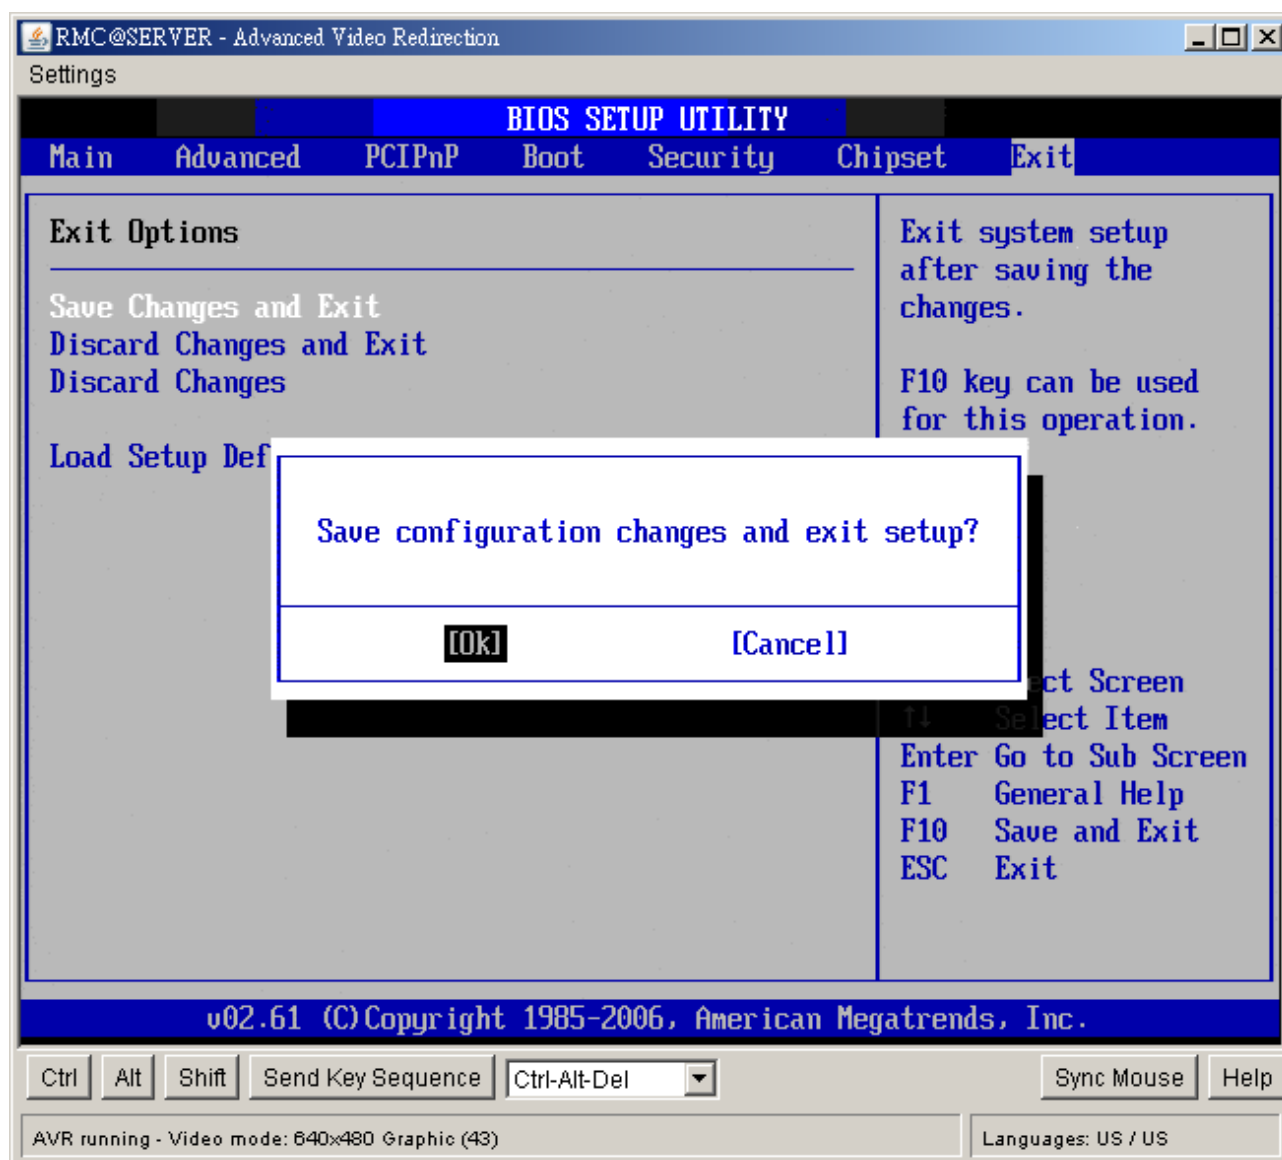 RMC@SERVER - Advanced Video Redirection
Settings
BIOS SETUP UTILITY
Main Advanced PCIPnP Boot Security Chipset Exit
Exit Options
Save Changes and Exit
Discard Changes and Exit
Discard Changes
Load Setup Def
Exit system setup
after saving the
changes.
F10 key can be used
for this operation.
Save configuration changes and exit setup?
[Ok] [Cancel]
ect Screen
↑↓ Select Item
Enter Go to Sub Screen
F1 General Help
F10 Save and Exit
ESC Exit
v02.61 (C)Copyright 1985-2006, American Megatrends, Inc.
Ctrl Alt Shift Send Key Sequence Ctrl-Alt-Del Sync Mouse Help
AVR running - Video mode: 640x480 Graphic (43) Languages: US / US